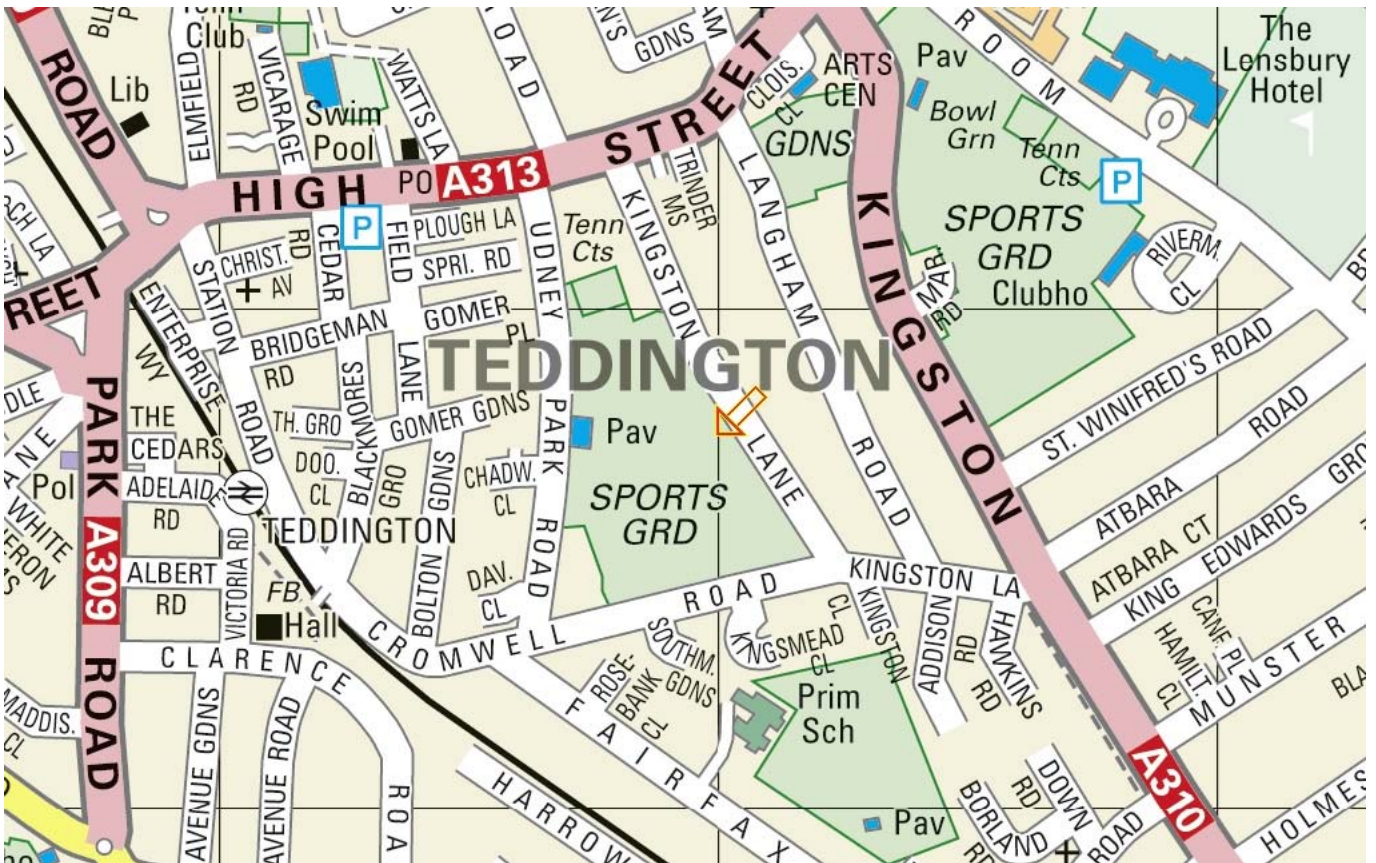 ROAD
Lib
ELMFIELD
Club
VICARAGE
RD
Swim
Pool
WATTS LA
ROAD
GDNS
STREET
CLOIS.
CL
ARTS
CEN
GDNS
Pav
Bowl
Grn
Tenn
Cts
P
The
Lensbury
Hotel
HIGH
PO
A313
P
PLOUGH LA
FIELD
LANE
SPRI. RD
CEDAR
RD
CHRIST.
AV
STATION
ROAD
ENTERPRISE
WY
BRIDGEMAN
RD
GOMER
PL
UDNEY
PARK
ROAD
Tenn
Cts
KINGSTON
LANE
TRINDER
MS
LANGHAM
ROAD
KINGSTON
SPORTS
GRD
Clubho
RIVERM.
CL
MAR.
RD
TEDDINGTON
ST. WINIFRED'S ROAD
ATBARA ROAD
ATBARA CT
KING EDWARDS GRO
PARK
A309
ROAD
THE
CEDARS
TH. GRO
GOMER GDNS
DOO.
CL
BLACKMORES
GRO
BOLTON GDNS
CHADW.
CL
Pav
SPORTS
GRD
Pol
ADELAIDE
RD
TEDDINGTON
WHITE
ALBERT
RD
VICTORIA RD
FB
Hall
DAV.
CL
CROMWELL ROAD
KINGSTON LA
KINGSTON
CL
ADDISON
RD
HAWKINS
RD
CANE PL
HAMIL.
CL
MUNSTER
CLARENCE
ROA
SOUTHM.
GDNS
KINGSMEAD
CL
ROSE-
BANK
CL
Prim
Sch
FAIRFAX
MADDIS.
CL
AVENUE GDNS
AVENUE ROAD
HARROW
Pav
BORLAND
RD
DOWN
RD
ROAD
A310
HOLMES